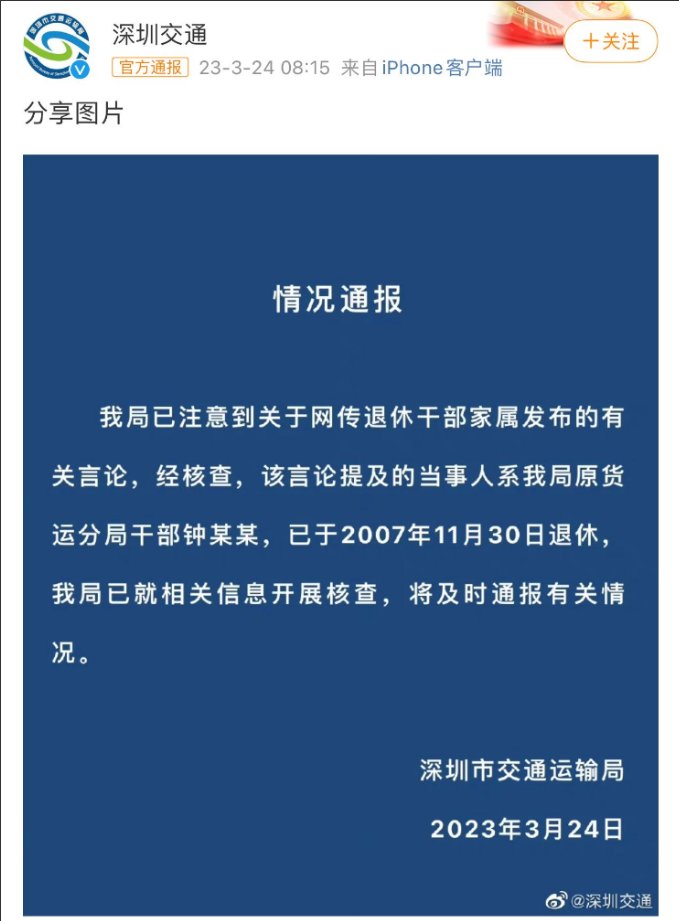 深圳交通
+关注
官方通报 23-3-24 08:15 来自 iPhone客户端
分享图片
情况通报
我局已注意到关于网传退休干部家属发布的有
关言论，经核查，该言论提及的当事人系我局原货
运分局干部钟某某，已于2007年11月30日退休，
我局已就相关信息开展核查，将及时通报有关情
况。
深圳市交通运输局
2023年3月24日
@深圳交通